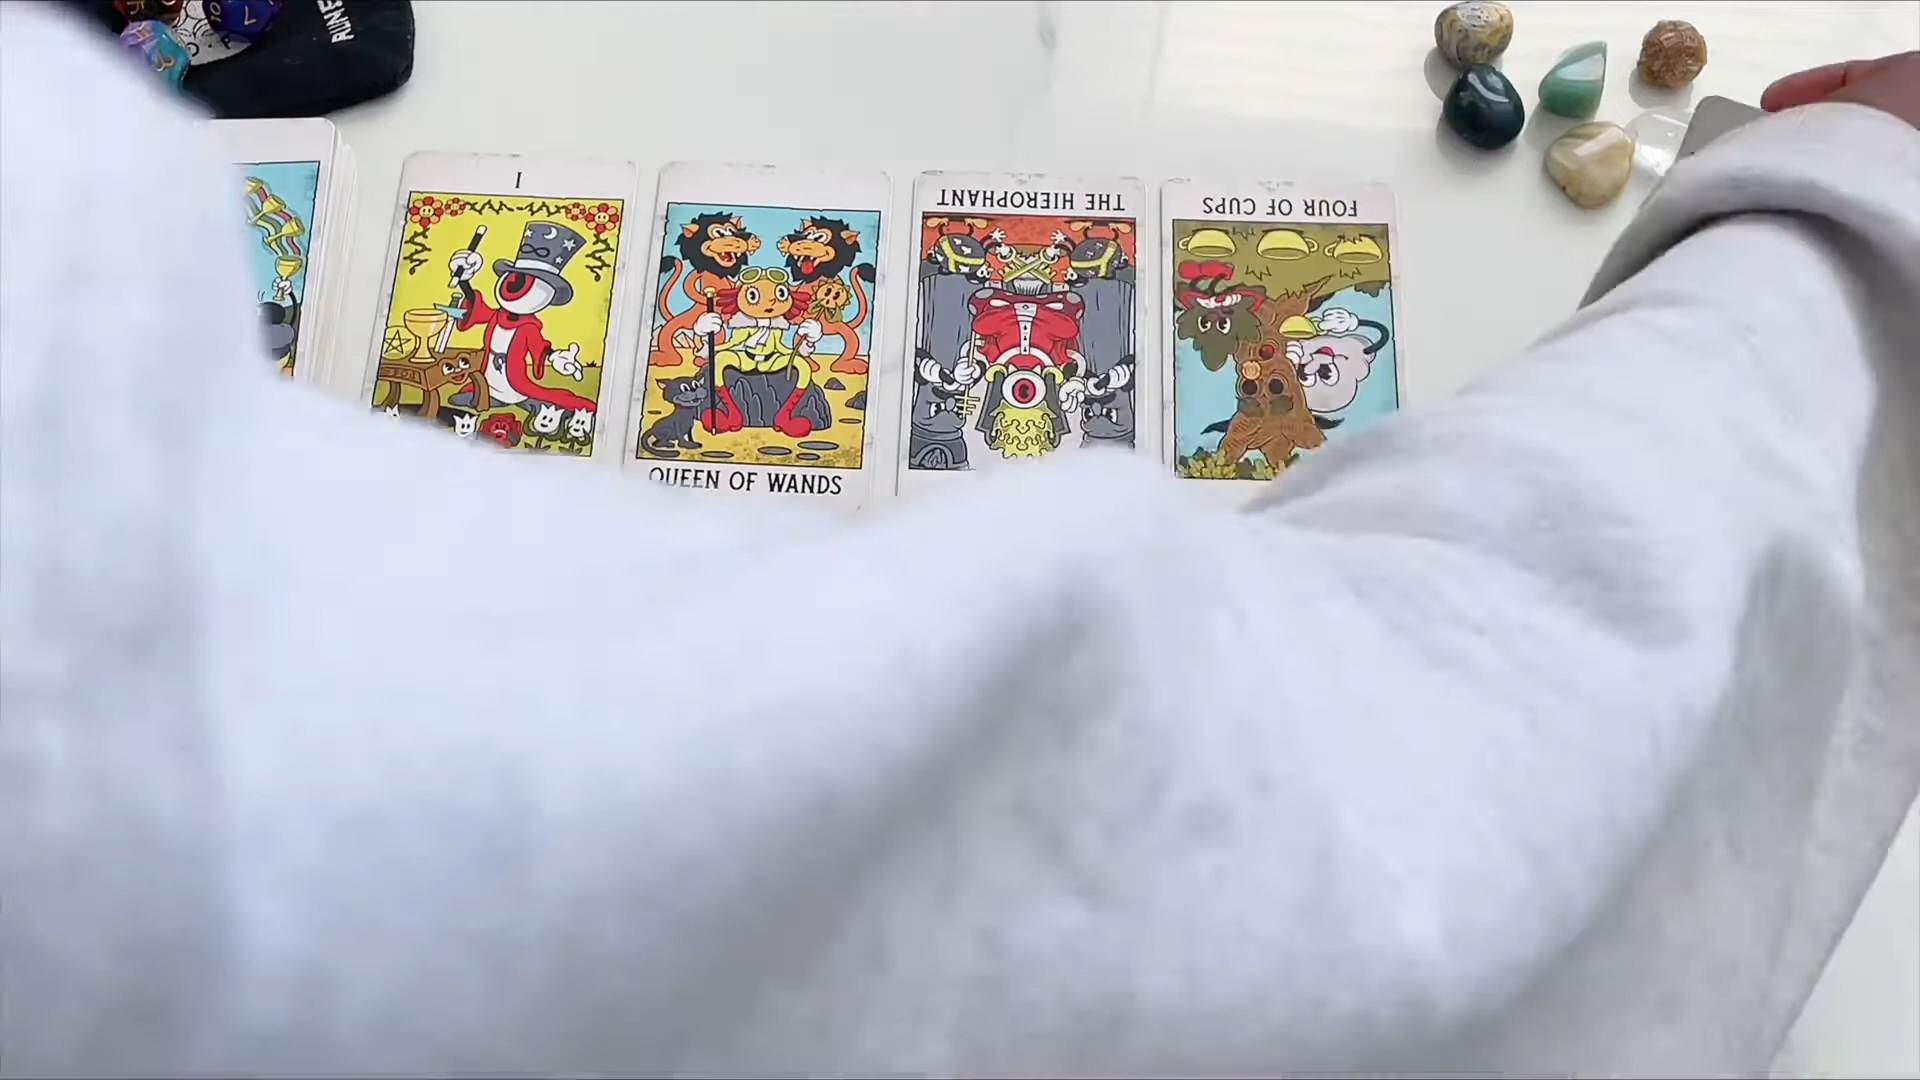 I
QUEEN OF WANDS
THE HIEROPHANT
FOUR OF CUPS